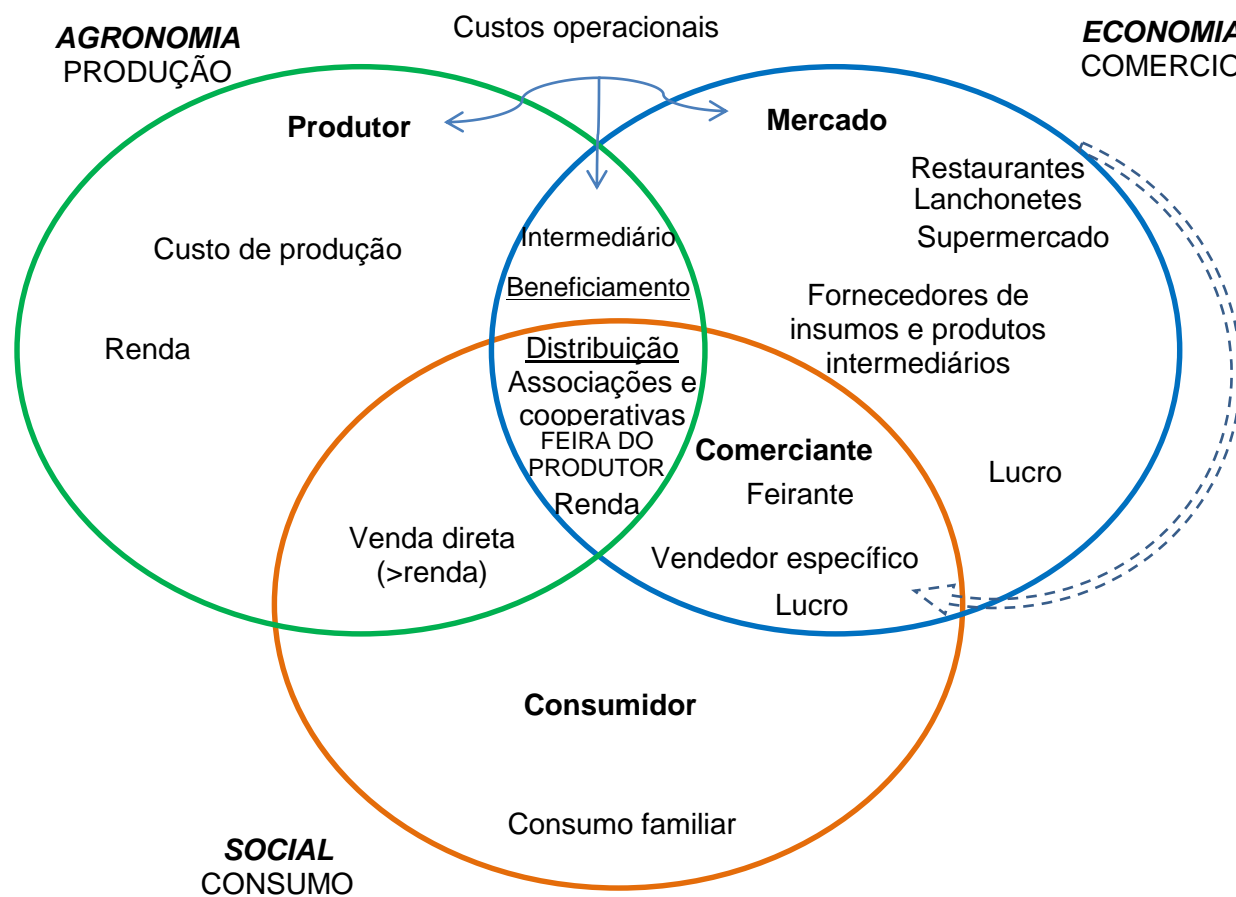 AGRONOMIA
PRODUÇÃO
Custos operacionais
ECONOMIA
COMERCIO
Produtor
Mercado
Restaurantes
Lanchonetes
Supermercado
Custo de produção
Intermediário
Beneficiamento
Fornecedores de
insumos e produtos
intermediários
Renda
Distribuição
Associações e
cooperativas
FEIRA DO
PRODUTOR
Renda
Comerciante
Feirante
Lucro
Venda direta
(>renda)
Vendedor específico
Lucro
Consumidor
Consumo familiar
SOCIAL
CONSUMO